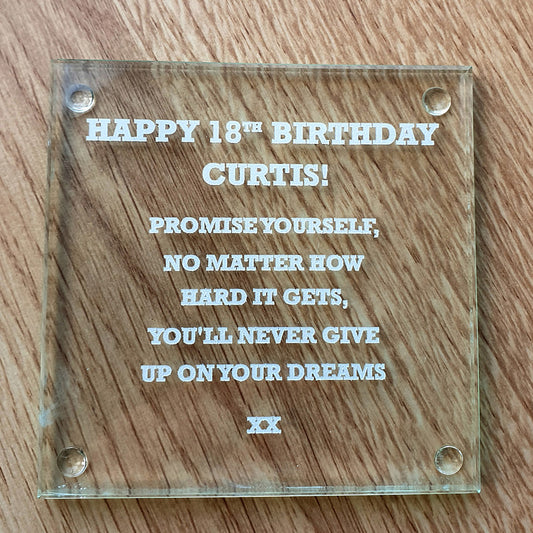 HAPPY 18TH BIRTHDAY
CURTIS!
PROMISE YOURSELF,
NO MATTER HOW
HARD IT GETS,
YOU'LL NEVER GIVE
UP ON YOUR DREAMS
XX